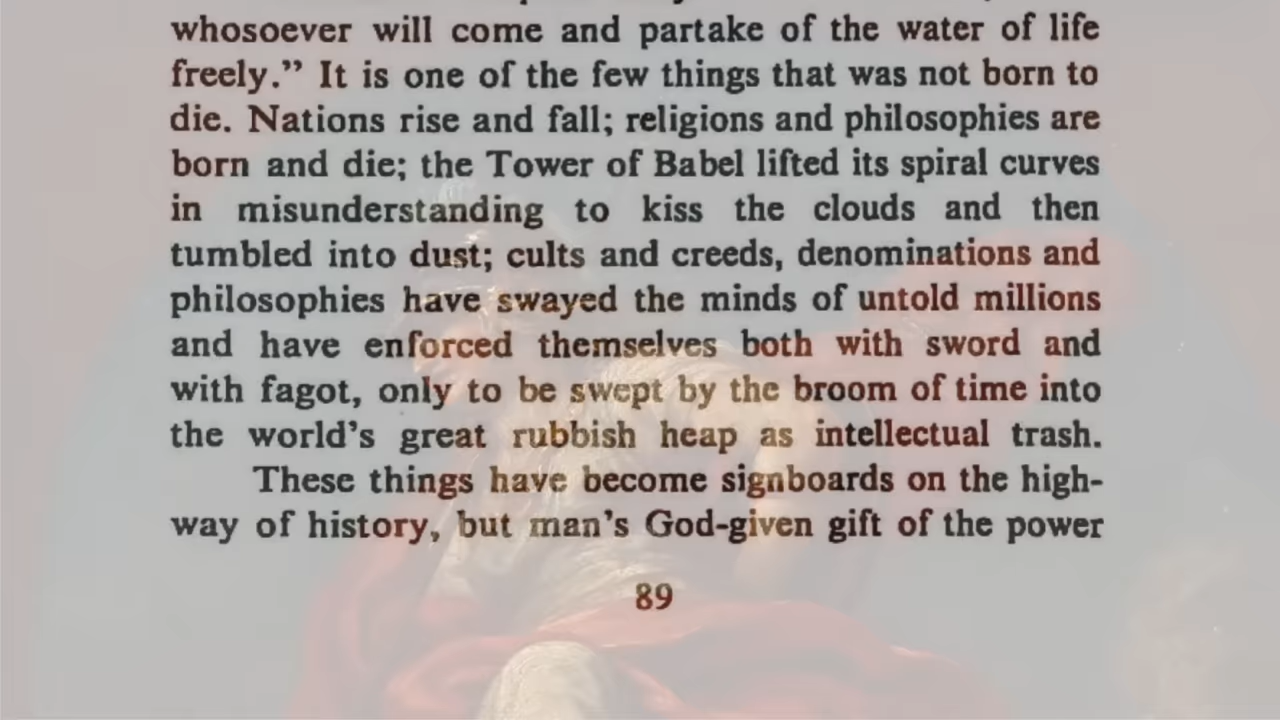 whosoever will come and partake of the water of life
freely.” It is one of the few things that was not born to
die. Nations rise and fall; religions and philosophies are
born and die; the Tower of Babel lifted its spiral curves
in misunderstanding to kiss the clouds and then
tumbled into dust; cults and creeds, denominations and
philosophies have swayed the minds of untold millions
and have enforced themselves both with sword and
with fagot, only to be swept by the broom of time into
the world’s great rubbish heap as intellectual trash.
These things have become signboards on the high-
way of history, but man’s God-given gift of the power
89